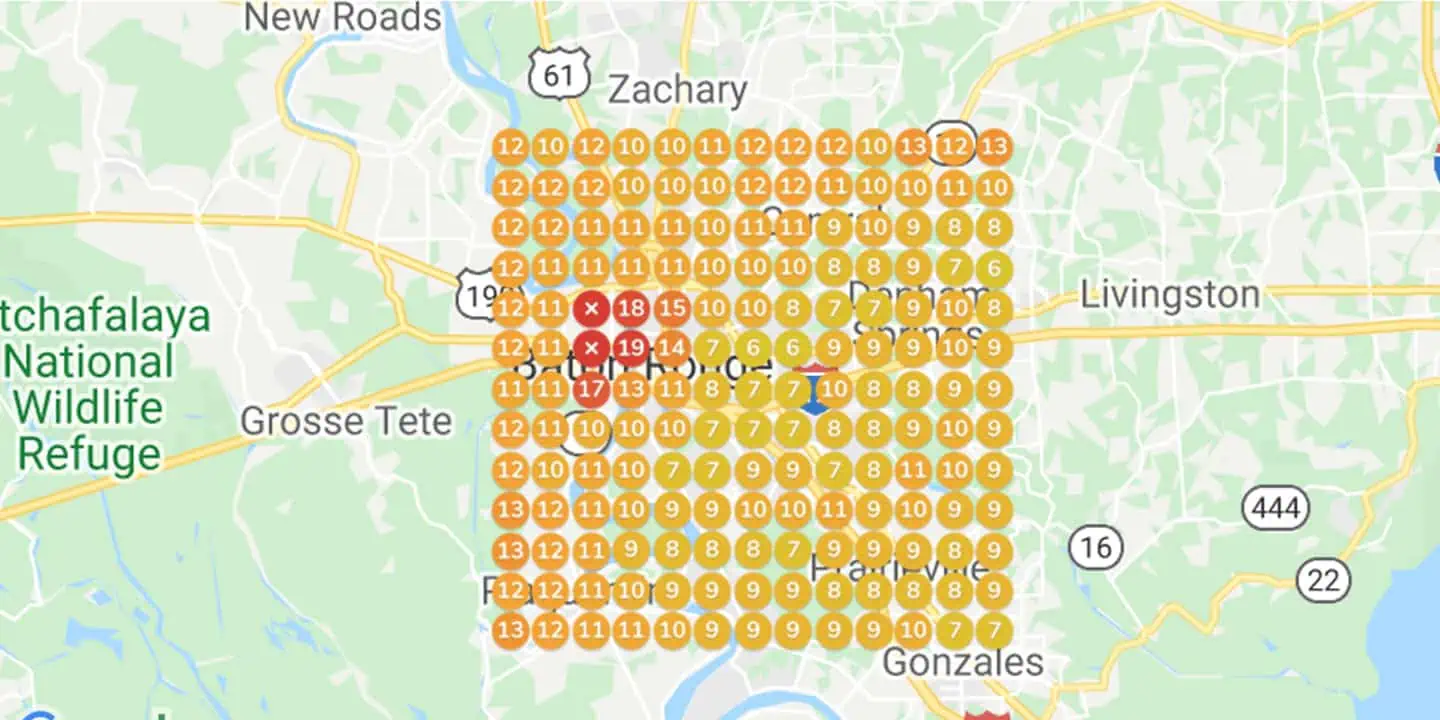 New Roads
61
Zachary
12 10 12 10 10 11 12 12 12 10 13 12 13
12 12 12 10 10 10 12 12 11 10 10 11 10
12 12 11 11 11 10 11 11 9 10 9 8 8
12 11 11 11 11 10 10 10 8 8 9 7 6
190
12 11 × 18 15 10 10 8 7 7 9 10 8
Denham
Springs
Livingston
tchafalaya
National
Wildlife
Refuge
12 11 × 19 14 7 6 6 9 9 9 10 9
Baton Rouge
11 11 17 13 11 8 7 7 10 8 8 9 9
Grosse Tete
12 11 10 10 10 7 7 7 8 8 9 10 9
12 10 11 10 7 7 9 9 7 8 11 10 9
13 12 11 10 9 9 10 10 11 9 10 9 9
444
16
13 12 11 9 8 8 8 7 9 9 9 8 9
Prairieville
22
12 12 11 10 9 9 9 9 8 8 8 8 9
13 12 11 11 10 9 9 9 9 9 10 7 7
Gonzales